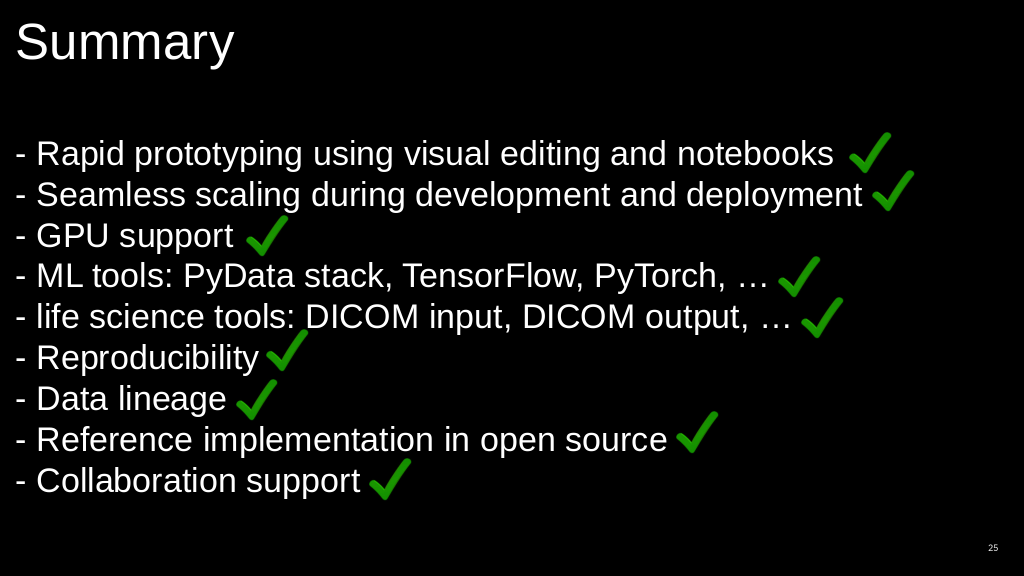 Summary
- Rapid prototyping using visual editing and notebooks
- Seamless scaling during development and deployment
- GPU support
- ML tools: PyData stack, TensorFlow, PyTorch, …
- life science tools: DICOM input, DICOM output, …
- Reproducibility
- Data lineage
- Reference implementation in open source
- Collaboration support
25